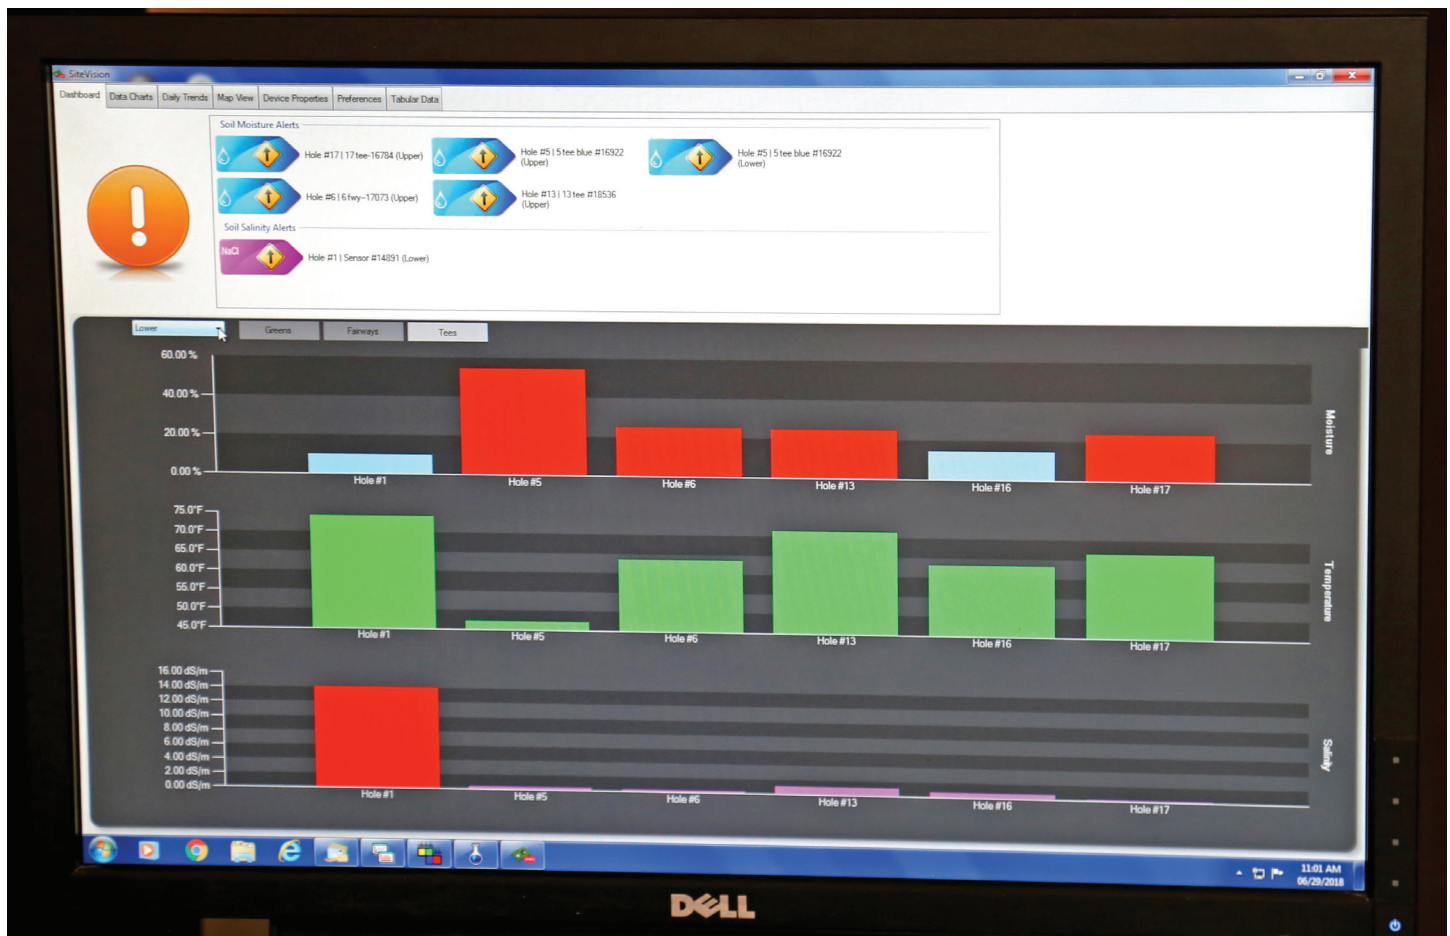 SiteVision
Dashboard Data Charts Daily Trends Map View Device Properties Preferences Tabular Data
Soil Moisture Alerts
Hole #17 | 17 tee-16784 (Upper)
Hole #5 | 5 tee blue #16922
(Upper)
Hole #5 | 5 tee blue #16922
(Lower)
Hole #6 | 6 fwy--17073 (Upper)
Hole #13 | 13 tee #18536
(Upper)
Soil Salinity Alerts
NaCl
Hole #1 | Sensor #14891 (Lower)
Lower Greens Fairways Tees
60.00 %
40.00 %
20.00 %
0.00 %
Moisture
Hole #1 Hole #5 Hole #6 Hole #13 Hole #16 Hole #17
75.0°F
70.0°F
65.0°F
60.0°F
55.0°F
50.0°F
45.0°F
Temperature
Hole #1 Hole #5 Hole #6 Hole #13 Hole #16 Hole #17
16.00 dS/m
14.00 dS/m
12.00 dS/m
10.00 dS/m
8.00 dS/m
6.00 dS/m
4.00 dS/m
2.00 dS/m
0.00 dS/m
Salinity
Hole #1 Hole #5 Hole #6 Hole #13 Hole #16 Hole #17
11:01 AM
06/29/2018
DELL